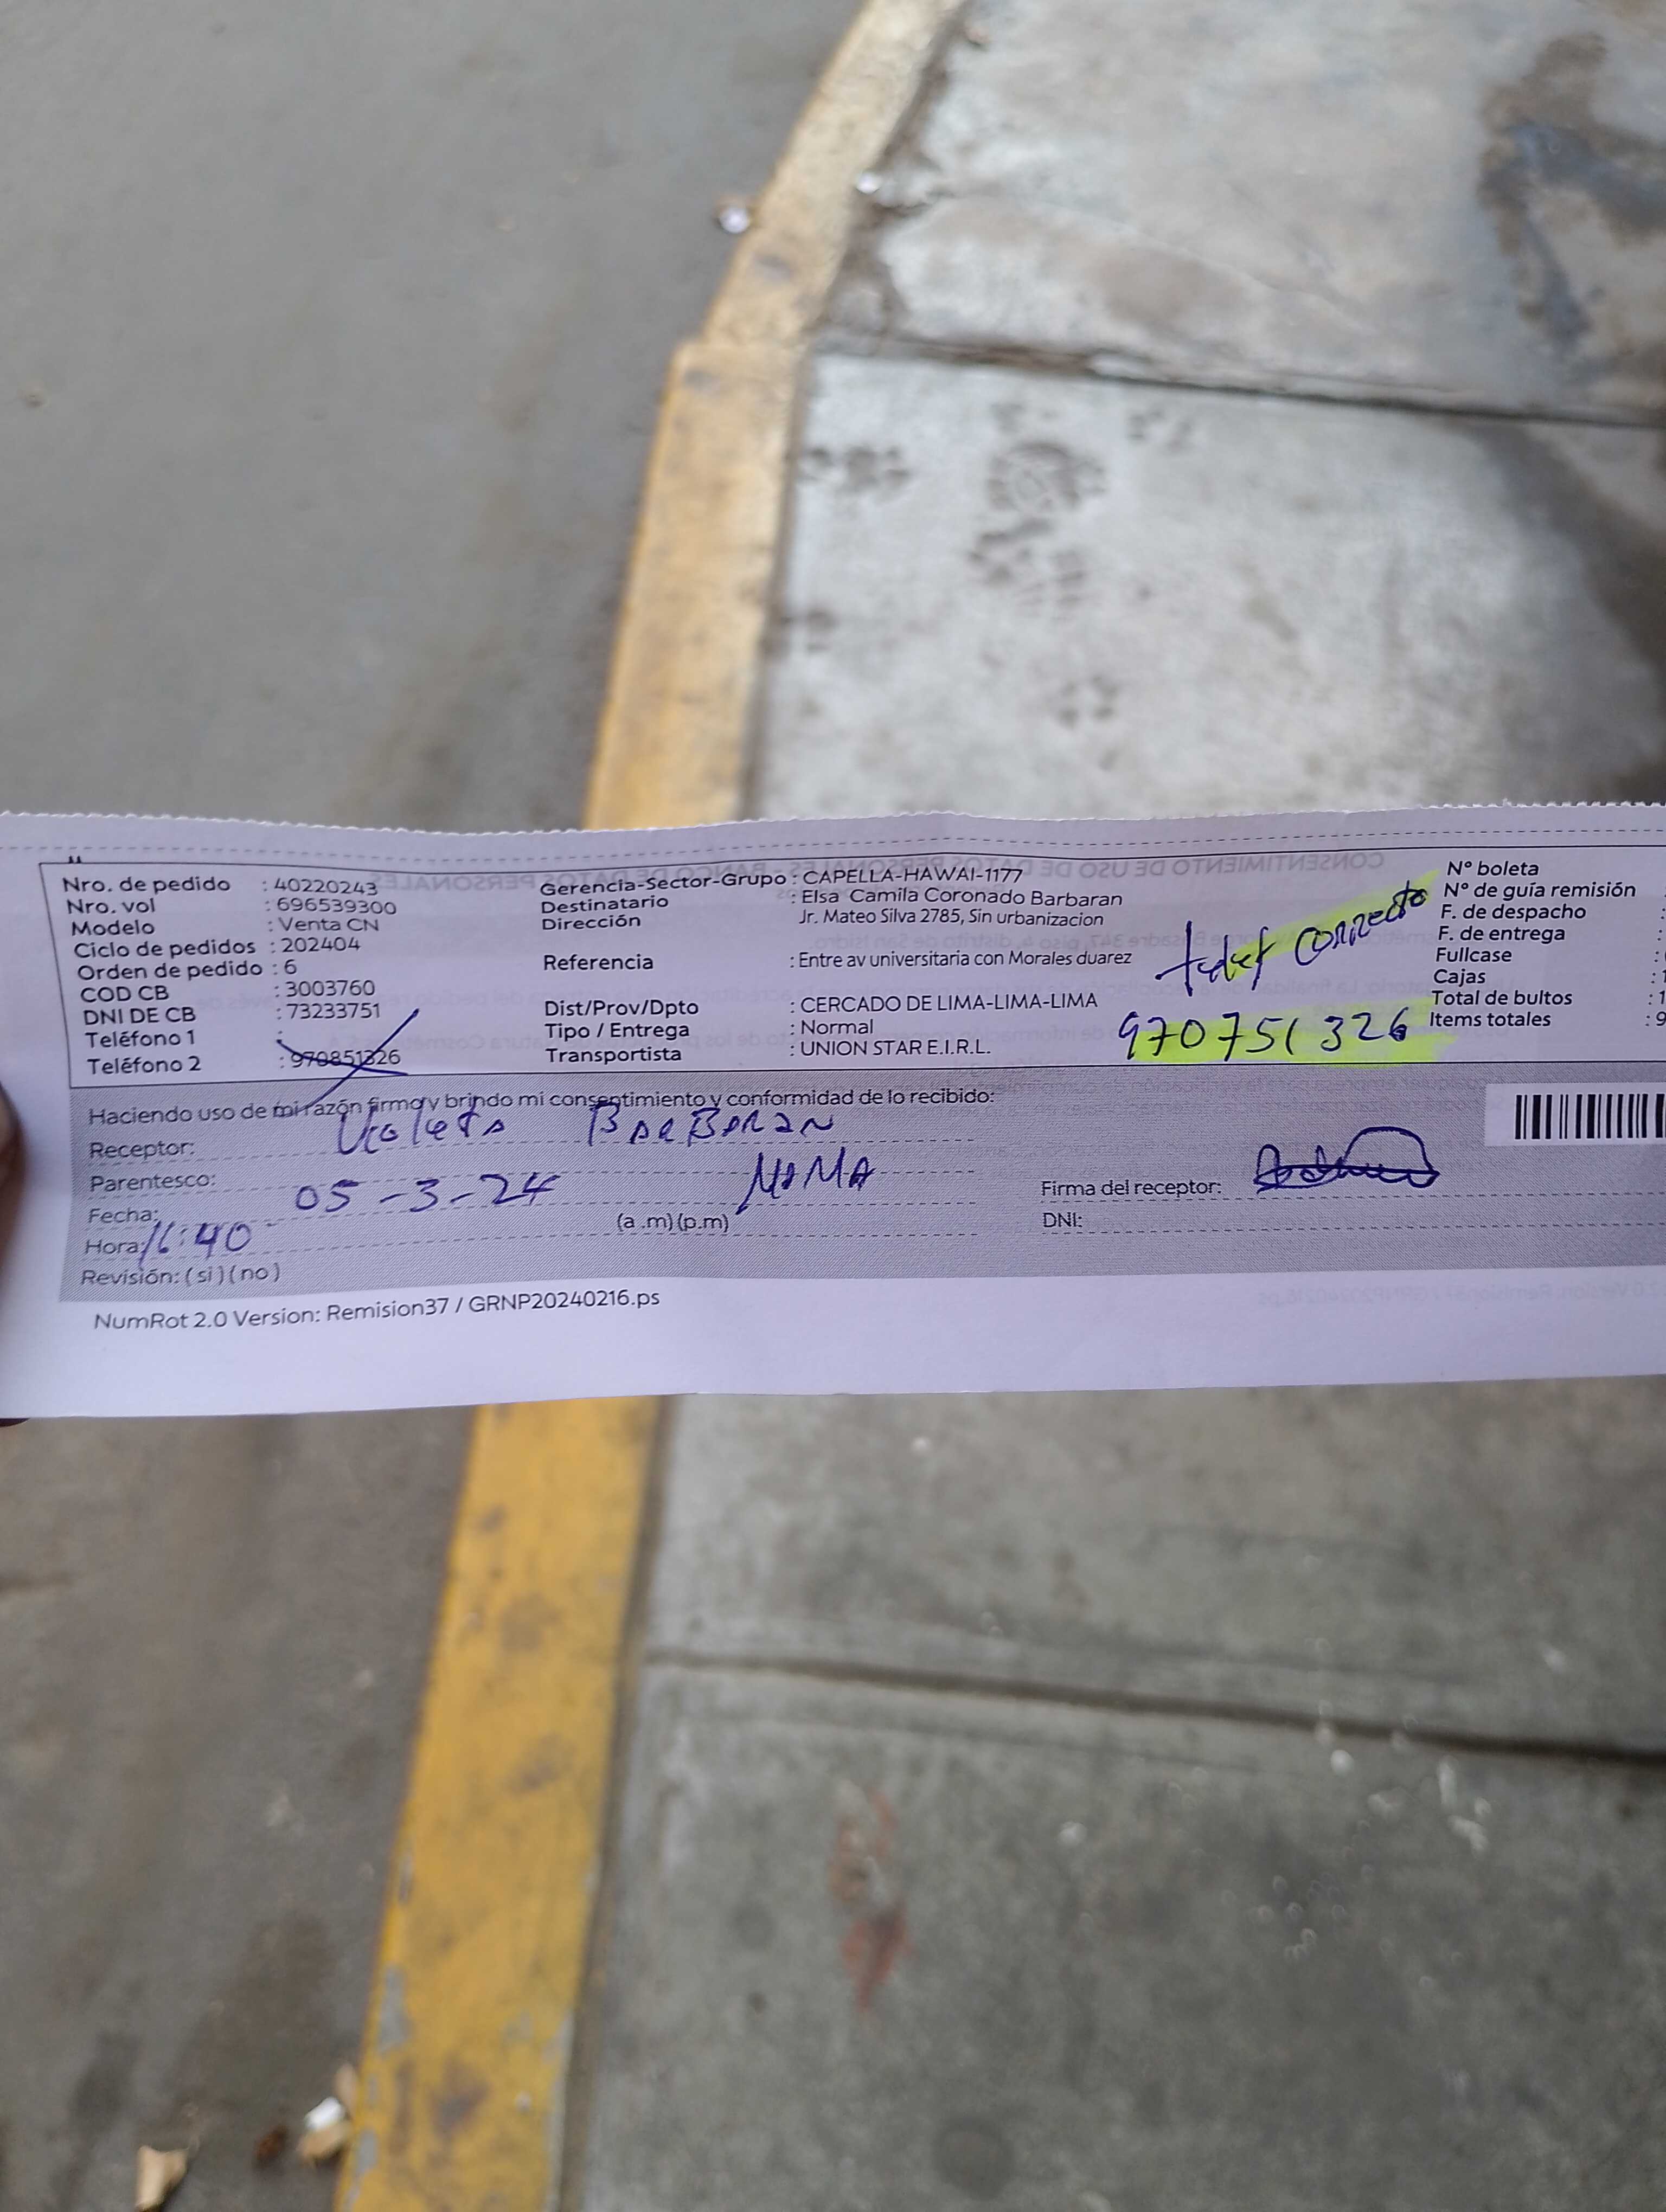 Nro. de pedido : 40220243
Nro. vol : 696539300
Modelo : Venta CN
Ciclo de pedidos : 202404
Orden de pedido : 6
COD CB : 3003760
DNI DE CB : 73233751
Teléfono 1 :
Teléfono 2 : 970851326
Gerencia-Sector-Grupo : CAPELLA-HAWAI-1177
Destinatario : Elsa Camila Coronado Barbaran
Dirección Jr. Mateo Silva 2785, Sin urbanizacion
Referencia : Entre av universitaria con Morales duarez
Dist/Prov/Dpto : CERCADO DE LIMA-LIMA-LIMA
Tipo / Entrega : Normal
Transportista : UNION STAR E.I.R.L.
correcto
970751326
N° boleta
N° de guía remisión :
F. de despacho :
F. de entrega :
Fullcase :
Cajas : 1
Total de bultos : 1
Items totales : 9
Haciendo uso de mi razón firmo y brindo mi consentimiento y conformidad de lo recibido:
Receptor: Violeta BarBaran
Parentesco: MAMA
Fecha: 05-3-24
Hora: 16:40 (a .m) (p.m)
Revisión: (si) (no)
Firma del receptor:
DNI:
NumRot 2.0 Version: Remision37 / GRNP20240216.ps